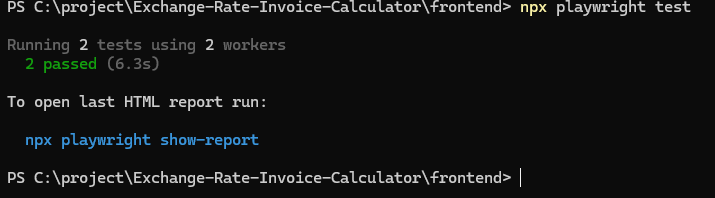 PS C:\project\Exchange-Rate-Invoice-Calculator\frontend> npx playwright test
Running 2 tests using 2 workers
2 passed (6.3s)
To open last HTML report run:
npx playwright show-report
PS C:\project\Exchange-Rate-Invoice-Calculator\frontend>